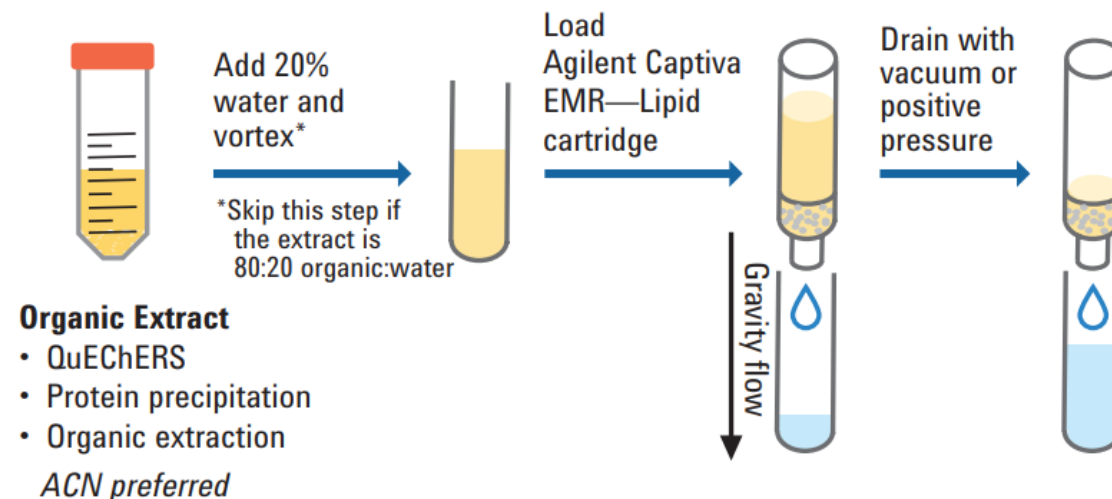 Add 20%
water and
vortex*
*Skip this step if
the extract is
80:20 organic:water
Load
Agilent Captiva
EMR—Lipid
cartridge
Gravity flow
Drain with
vacuum or
positive
pressure
Organic Extract
• QuEChERS
• Protein precipitation
• Organic extraction
ACN preferred